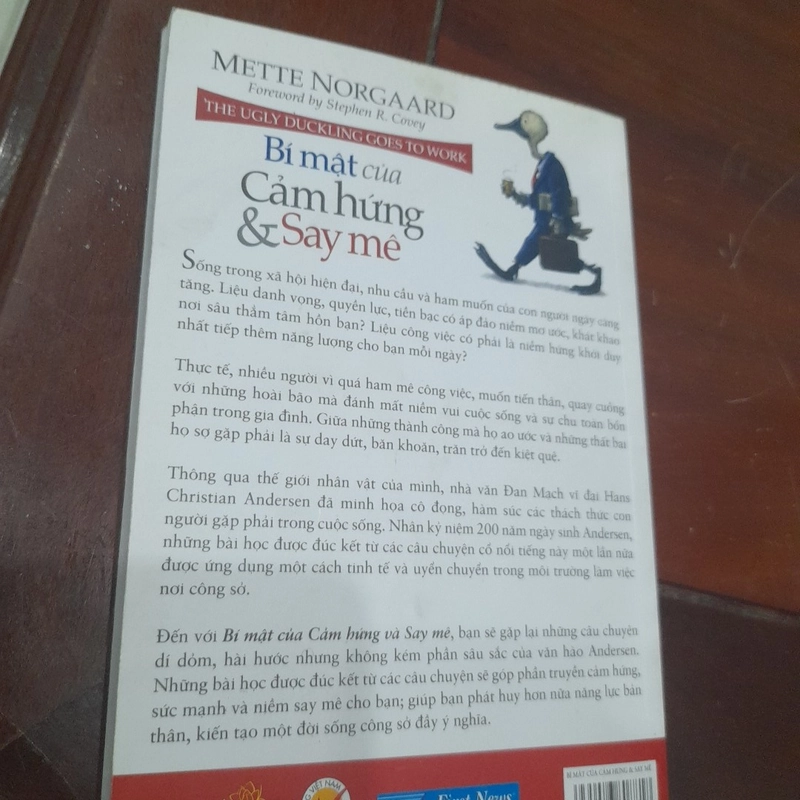 METTE NORGAARD
Foreword by Stephen R. Covey
THE UGLY DUCKLING GOES TO WORK
Bí mật của
Cảm hứng
& Say mê
Sống trong xã hội hiện đại, nhu cầu và ham muốn của con người ngày càng
tăng. Liệu danh vọng, quyền lực, tiền bạc có áp đảo niềm mơ ước, khát khao
nơi sâu thẳm tâm hồn bạn? Liệu công việc có phải là niềm hứng khởi duy
nhất tiếp thêm năng lượng cho bạn mỗi ngày?
Thực tế, nhiều người vì quá ham mê công việc, muốn tiến thân, quay cuồng
với những hoài bão mà đánh mất niềm vui cuộc sống và sự chu toàn bổn
phận trong gia đình. Giữa những thành công mà họ ao ước và những thất bại
họ sợ gặp phải là sự day dứt, băn khoăn, trăn trở đến kiệt quệ.
Thông qua thế giới nhân vật của mình, nhà văn Đan Mạch vĩ đại Hans
Christian Andersen đã minh họa cô đọng, hàm súc các thách thức con
người gặp phải trong cuộc sống. Nhân kỷ niệm 200 năm ngày sinh Andersen,
những bài học được đúc kết từ các câu chuyện cổ nổi tiếng này một lần nữa
được ứng dụng một cách tinh tế và uyển chuyển trong môi trường làm việc
nơi công sở.
Đến với Bí mật của Cảm hứng và Say mê, bạn sẽ gặp lại những câu chuyện
dí dỏm, hài hước nhưng không kém phần sâu sắc của văn hào Andersen.
Những bài học được đúc kết từ các câu chuyện sẽ góp phần truyền cảm hứng,
sức mạnh và niềm say mê cho bạn; giúp bạn phát huy hơn nữa năng lực bản
thân, kiến tạo một đời sống công sở đầy ý nghĩa.
VIỆT NAM
First News
BÍ MẬT CỦA CẢM HỨNG & SAY MÊ